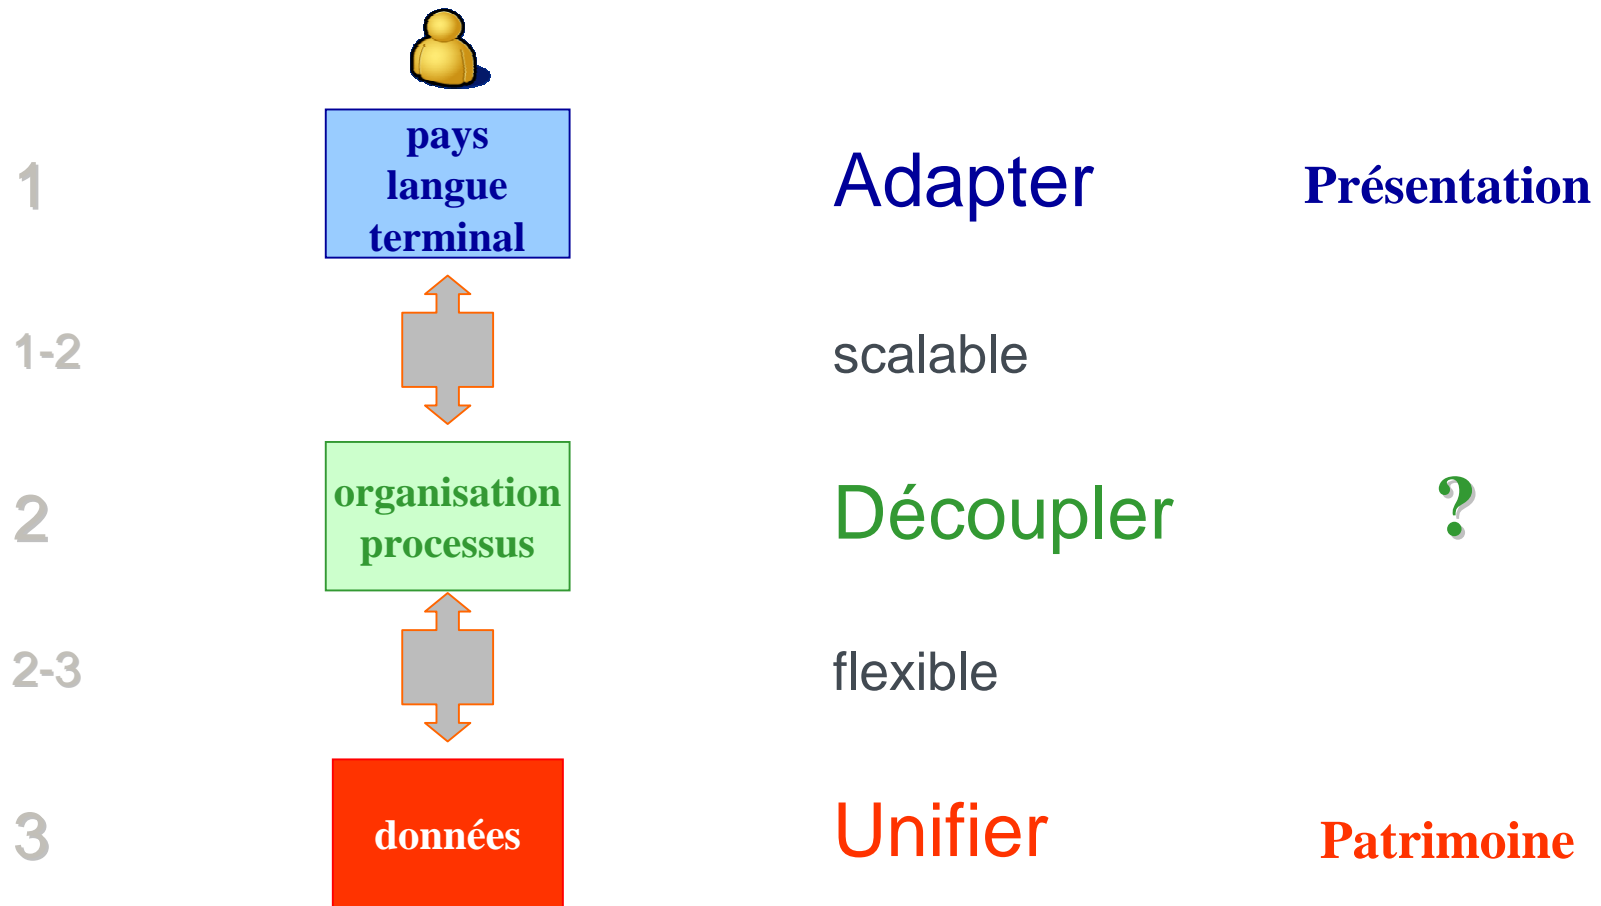 1
pays
langue
terminal
Adapter
Présentation
1-2
scalable
2
organisation
processus
Découpler
?
2-3
flexible
3
données
Unifier
Patrimoine